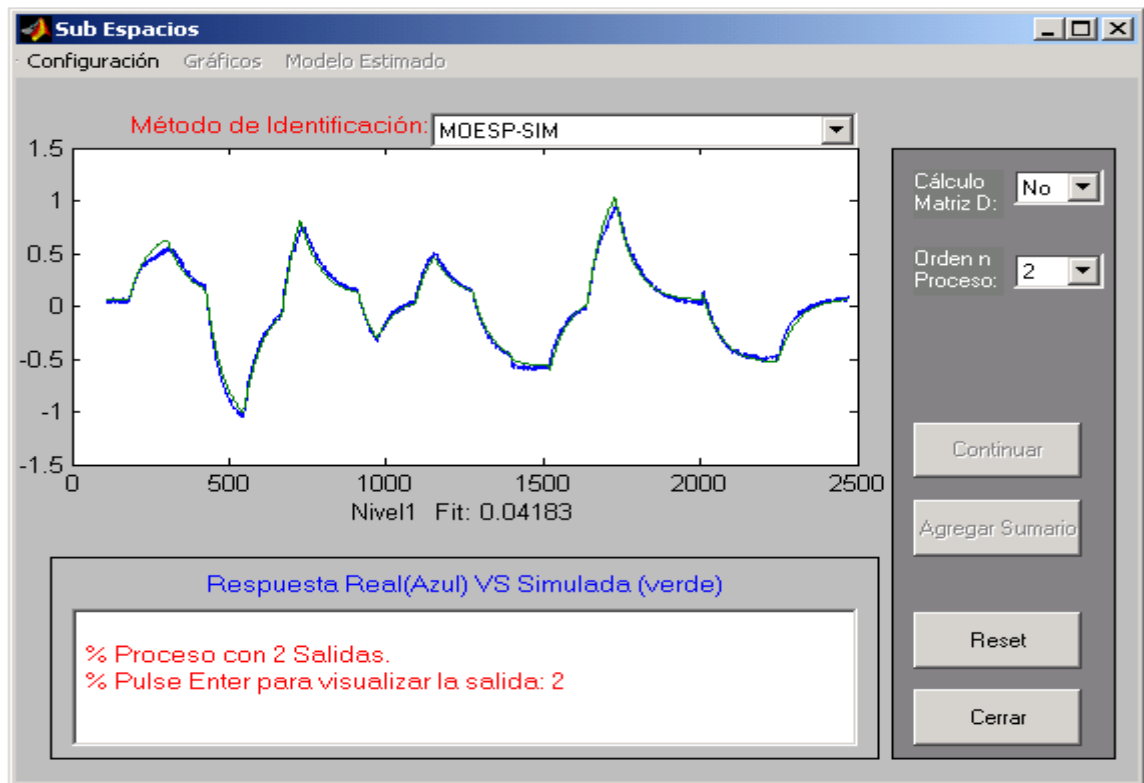 Sub Espacios
Configuración Gráficos Modelo Estimado
Método de Identificación: MOESP-SIM
1.5
1
0.5
0
-0.5
-1
-1.5
0 500 1000 1500 2000 2500
Nivel1 Fit: 0.04183
Cálculo
Matriz D: No
Orden n
Proceso: 2
Continuar
Agregar Sumario
Reset
Cerrar
Respuesta Real(Azul) VS Simulada (verde)
% Proceso con 2 Salidas.
% Pulse Enter para visualizar la salida: 2